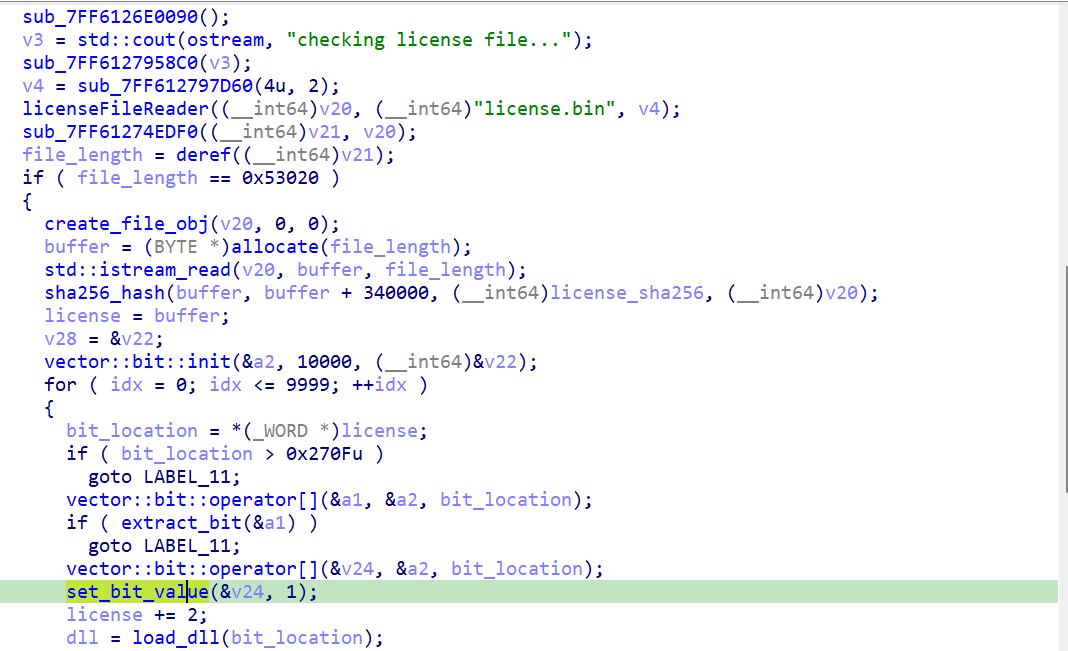 sub_7FF6126E0090();
v3 = std::cout(ostream, "checking license file...");
sub_7FF6127958C0(v3);
v4 = sub_7FF612797D60(4u, 2);
licenseFileReader((__int64)v20, (__int64)"license.bin", v4);
sub_7FF61274EDF0((__int64)v21, v20);
file_length = deref((__int64)v21);
if ( file_length == 0x53020 )
{
create_file_obj(v20, 0, 0);
buffer = (BYTE *)allocate(file_length);
std::istream_read(v20, buffer, file_length);
sha256_hash(buffer, buffer + 340000, (__int64)license_sha256, (__int64)v20);
license = buffer;
v28 = &v22;
vector::bit::init(&a2, 10000, (__int64)&v22);
for ( idx = 0; idx <= 9999; ++idx )
{
bit_location = *(_WORD *)license;
if ( bit_location > 0x270Fu )
goto LABEL_11;
vector::bit::operator[](&a1, &a2, bit_location);
if ( extract_bit(&a1) )
goto LABEL_11;
vector::bit::operator[](&v24, &a2, bit_location);
set_bit_value(&v24, 1);
license += 2;
dll = load_dll(bit_location);